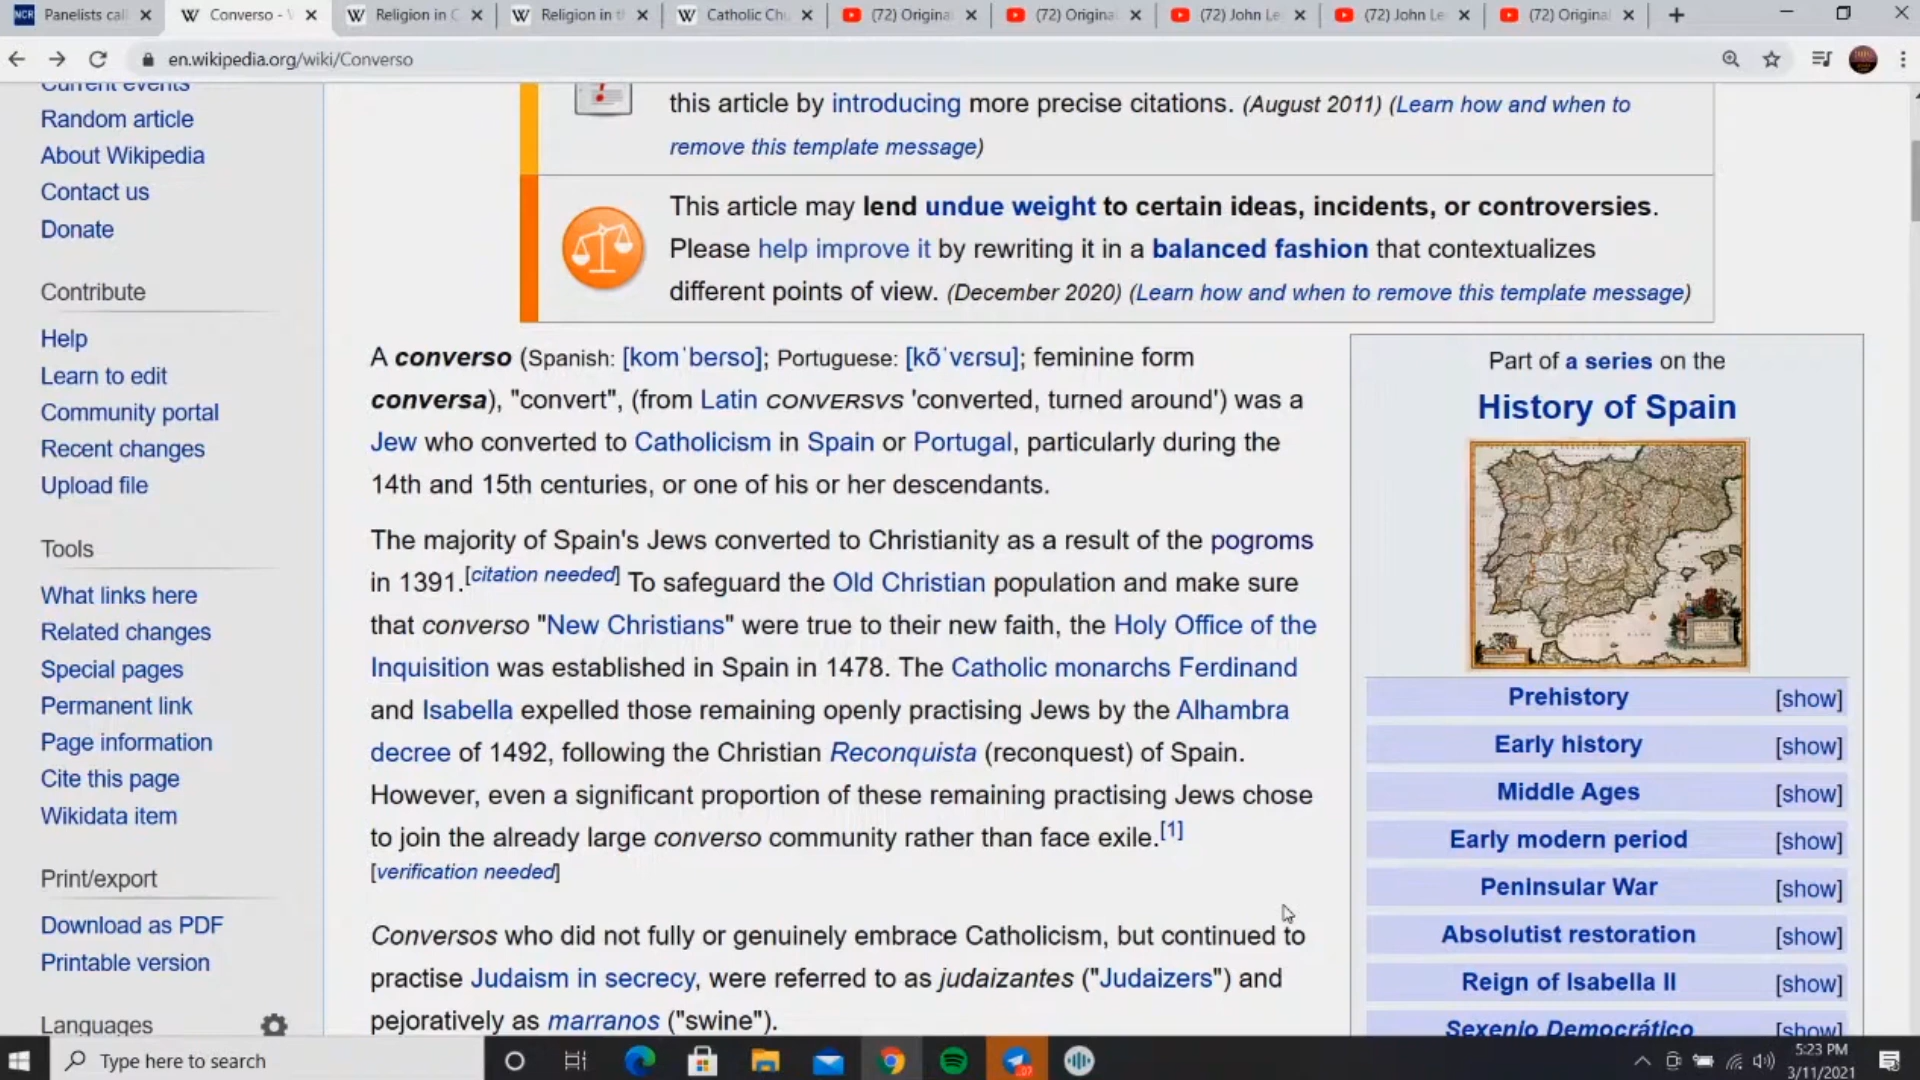 Panelists cal
Converso -
Religion in C
Religion in t
Catholic Chu
(72) Origina
(72) Origina
(72) John Le
(72) John Le
(72) Origina
en.wikipedia.org/wiki/Converso
Current events
Random article
About Wikipedia
Contact us
Donate
Contribute
Help
Learn to edit
Community portal
Recent changes
Upload file
Tools
What links here
Related changes
Special pages
Permanent link
Page information
Cite this page
Wikidata item
Print/export
Download as PDF
Printable version
Languages
this article by introducing more precise citations. (August 2011) (Learn how and when to
remove this template message)
This article may lend undue weight to certain ideas, incidents, or controversies.
Please help improve it by rewriting it in a balanced fashion that contextualizes
different points of view. (December 2020) (Learn how and when to remove this template message)
A converso (Spanish: [komˈberso]; Portuguese: [kõˈvɛɾsu]; feminine form
conversa), "convert", (from Latin CONVERSVS 'converted, turned around') was a
Jew who converted to Catholicism in Spain or Portugal, particularly during the
14th and 15th centuries, or one of his or her descendants.
The majority of Spain's Jews converted to Christianity as a result of the pogroms
in 1391.[citation needed] To safeguard the Old Christian population and make sure
that converso "New Christians" were true to their new faith, the Holy Office of the
Inquisition was established in Spain in 1478. The Catholic monarchs Ferdinand
and Isabella expelled those remaining openly practising Jews by the Alhambra
decree of 1492, following the Christian Reconquista (reconquest) of Spain.
However, even a significant proportion of these remaining practising Jews chose
to join the already large converso community rather than face exile.[1]
[verification needed]
Conversos who did not fully or genuinely embrace Catholicism, but continued to
practise Judaism in secrecy, were referred to as judaizantes ("Judaizers") and
pejoratively as marranos ("swine").
Part of a series on the
History of Spain
Prehistory [show]
Early history [show]
Middle Ages [show]
Early modern period [show]
Peninsular War [show]
Absolutist restoration [show]
Reign of Isabella II [show]
Sexenio Democrático [show]
Type here to search
5:23 PM
3/11/2021